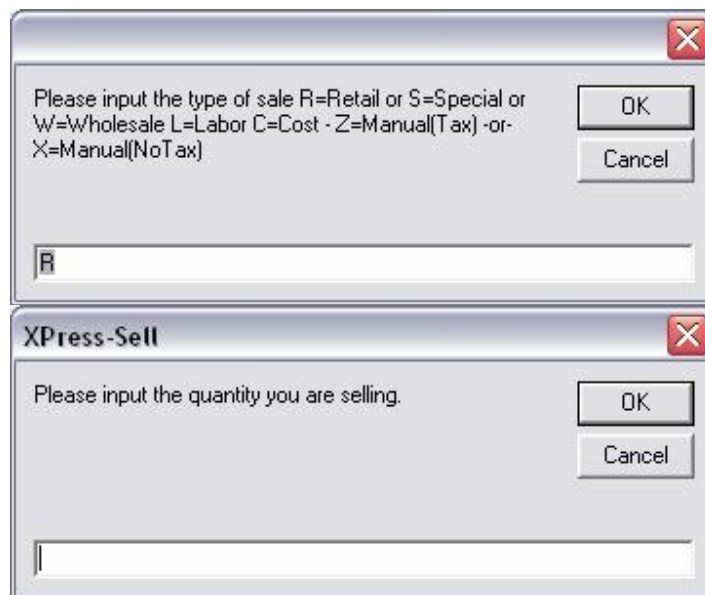 Please input the type of sale R=Retail or S=Special or
W=Wholesale L=Labor C=Cost - Z=Manual(Tax) -or-
X=Manual(NoTax)
OK
Cancel
R
XPress-Sell
Please input the quantity you are selling.
OK
Cancel